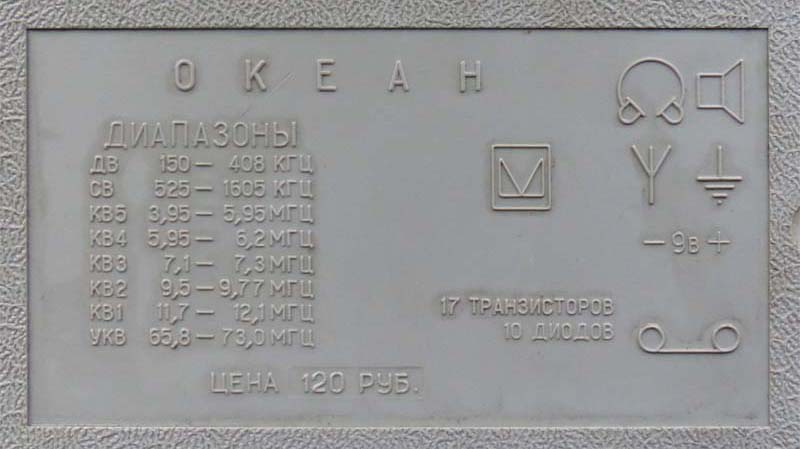 ОКЕАН
ДИАПАЗОНЫ
ДВ 150 — 408 КГЦ
СВ 525 — 1605 КГЦ
КВ5 3,95 — 5,95 МГЦ
КВ4 5,95 — 6,2 МГЦ
КВ3 7,1 — 7,3 МГЦ
КВ2 9,5 — 9,77 МГЦ
КВ1 11,7 — 12,1 МГЦ
УКВ 65,8 — 73,0 МГЦ
ЦЕНА 120 РУБ.
— 9в +
17 ТРАНЗИСТОРОВ
10 ДИОДОВ